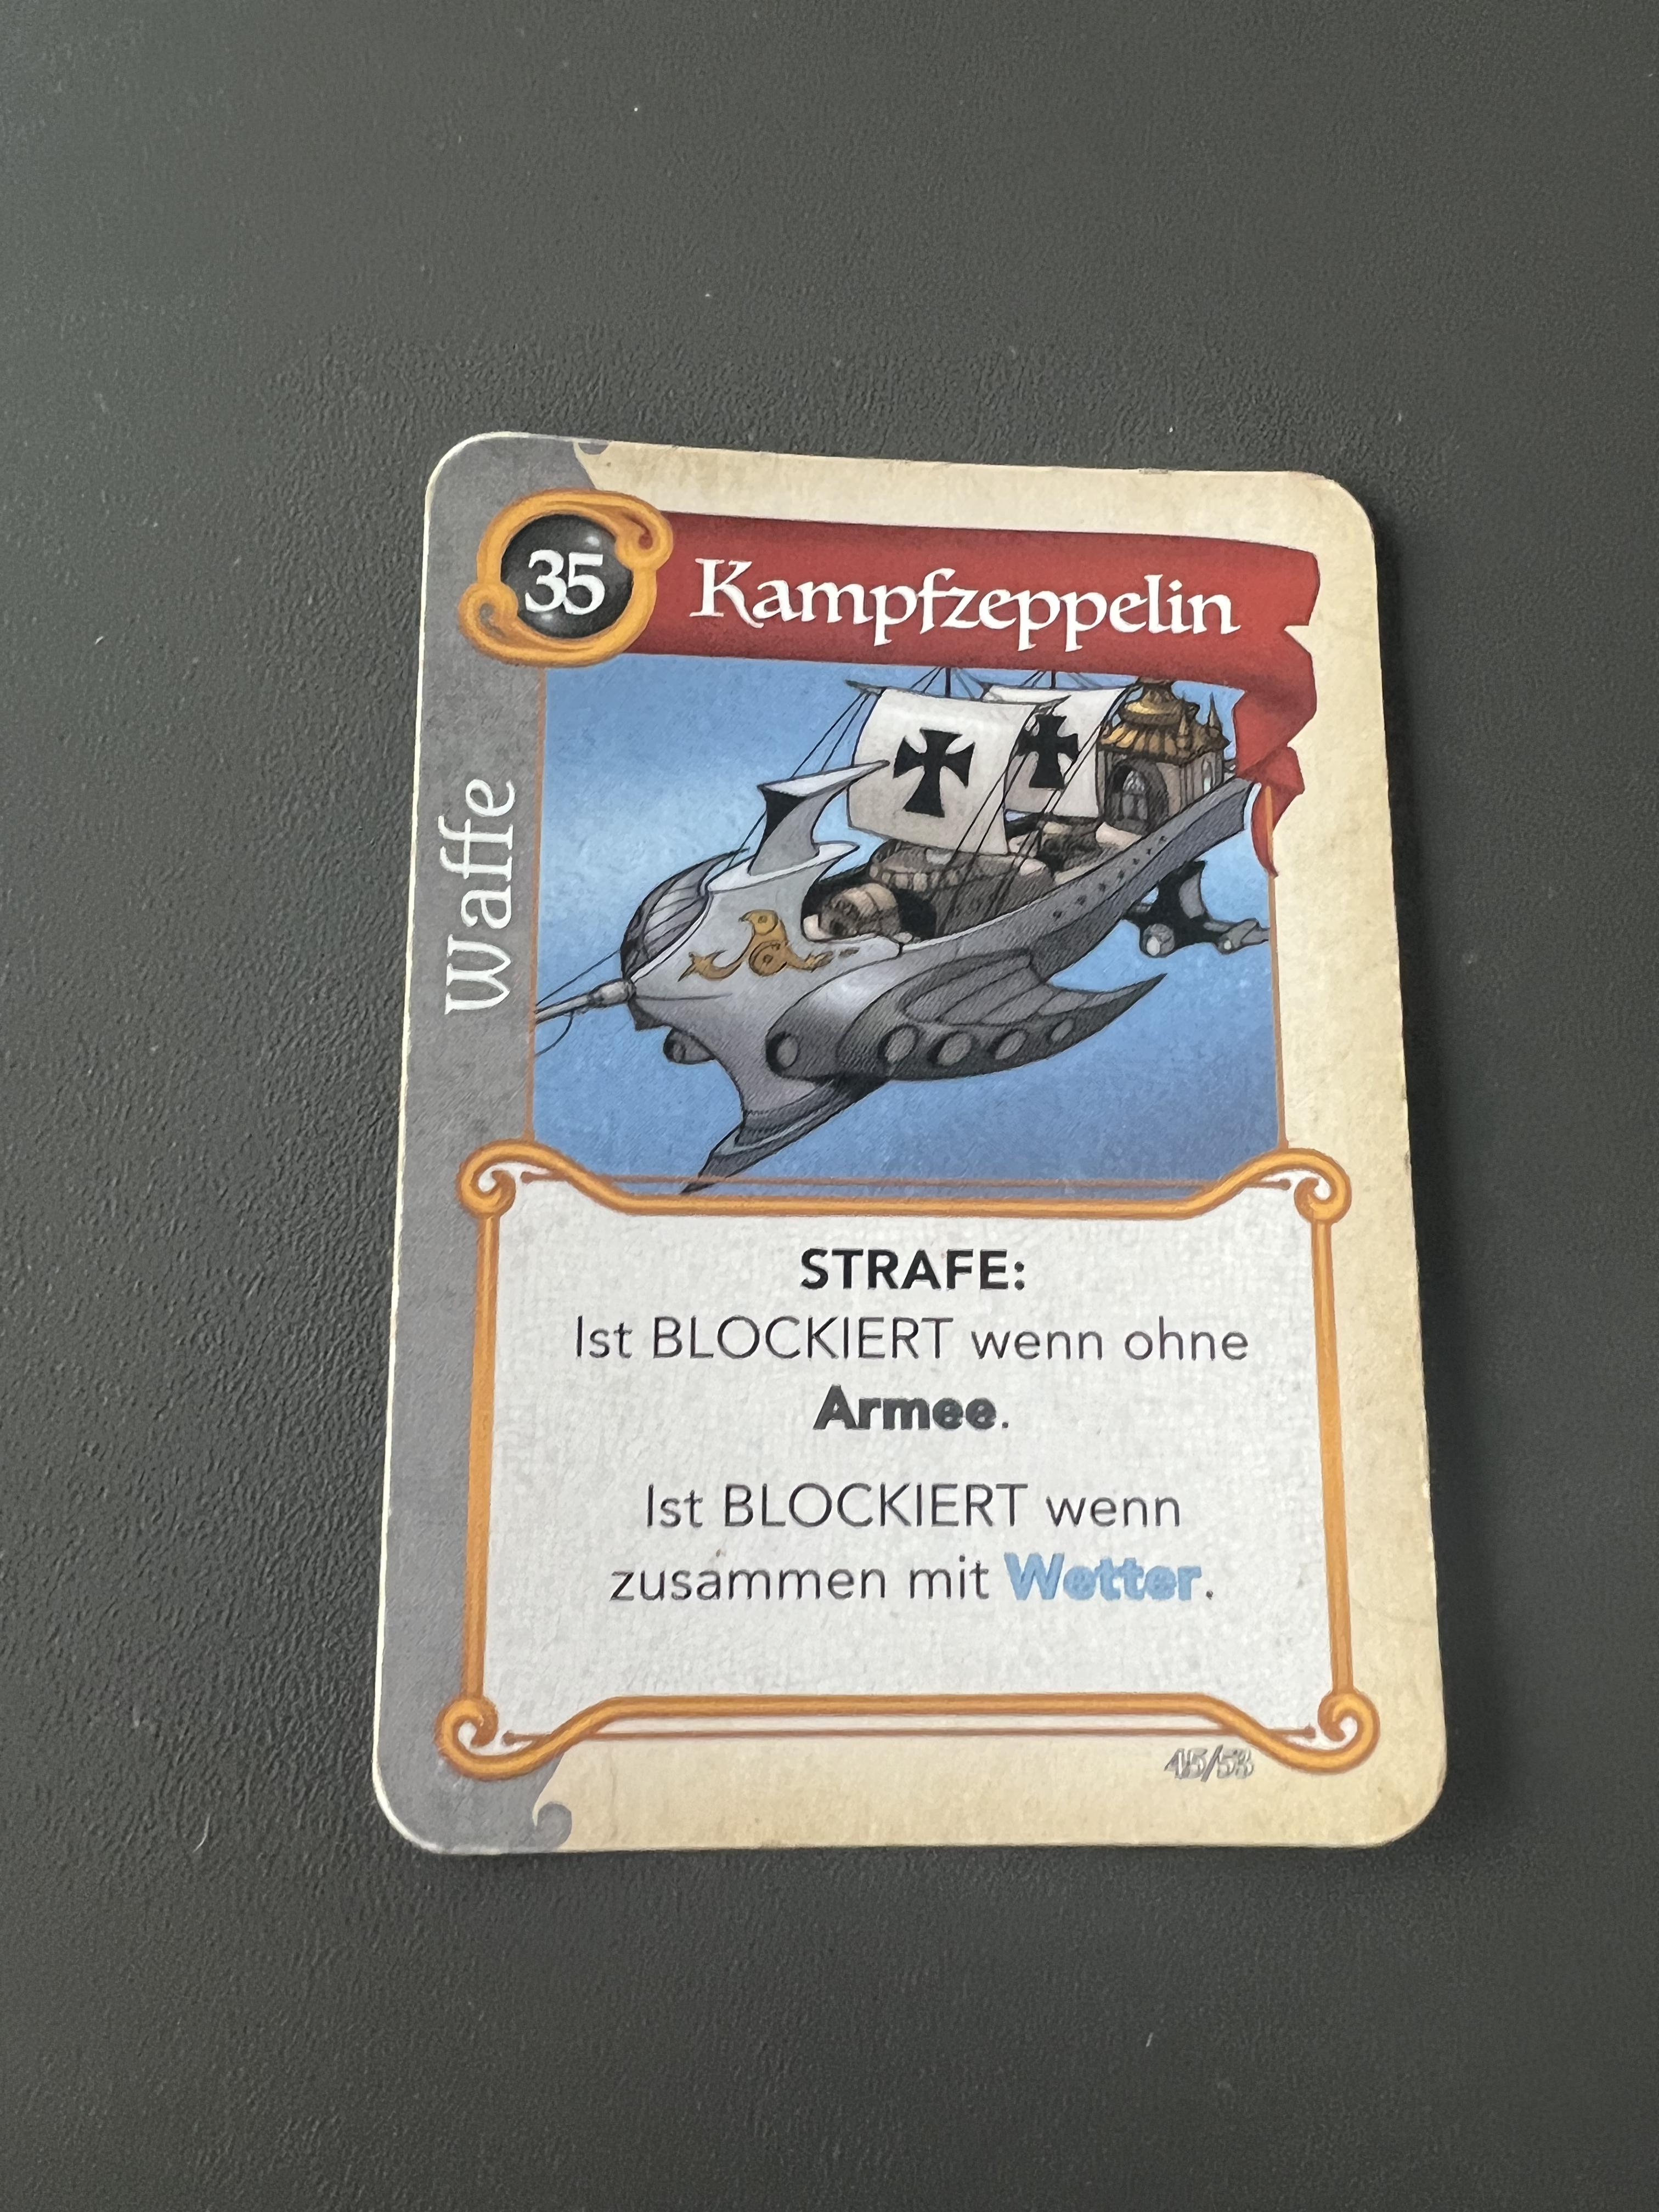 35
Kampfzeppelin
Waffe
STRAFE:
Ist BLOCKIERT wenn ohne
Armee.
Ist BLOCKIERT wenn
zusammen mit Wetter.
45/53